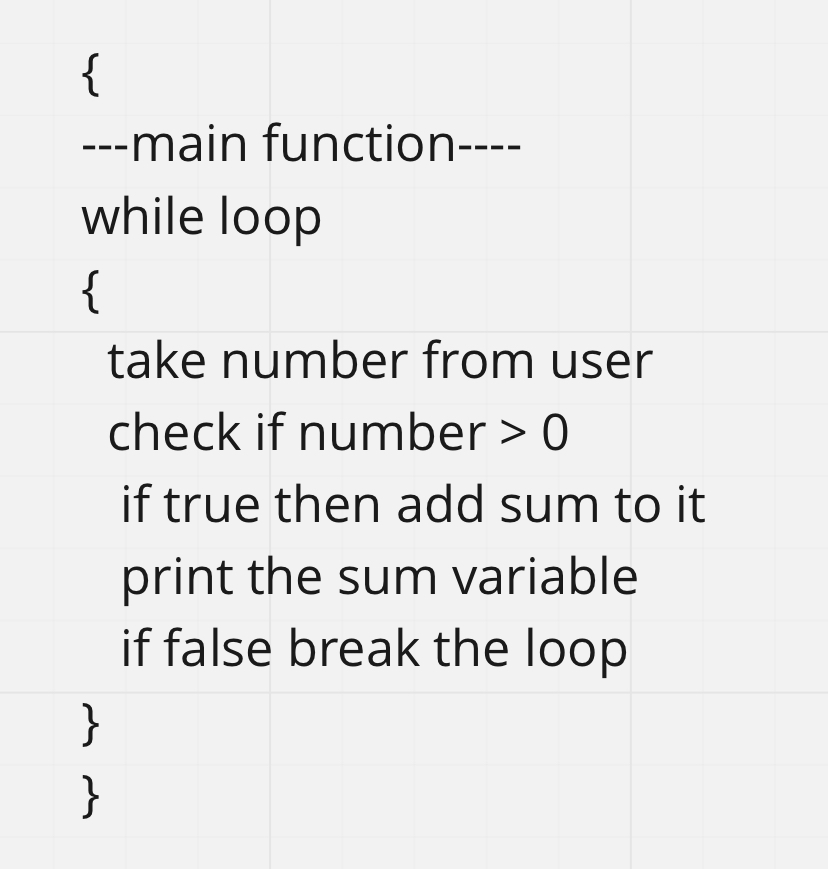 {
---main function----
while loop
{
take number from user
check if number > 0
if true then add sum to it
print the sum variable
if false break the loop
}
}